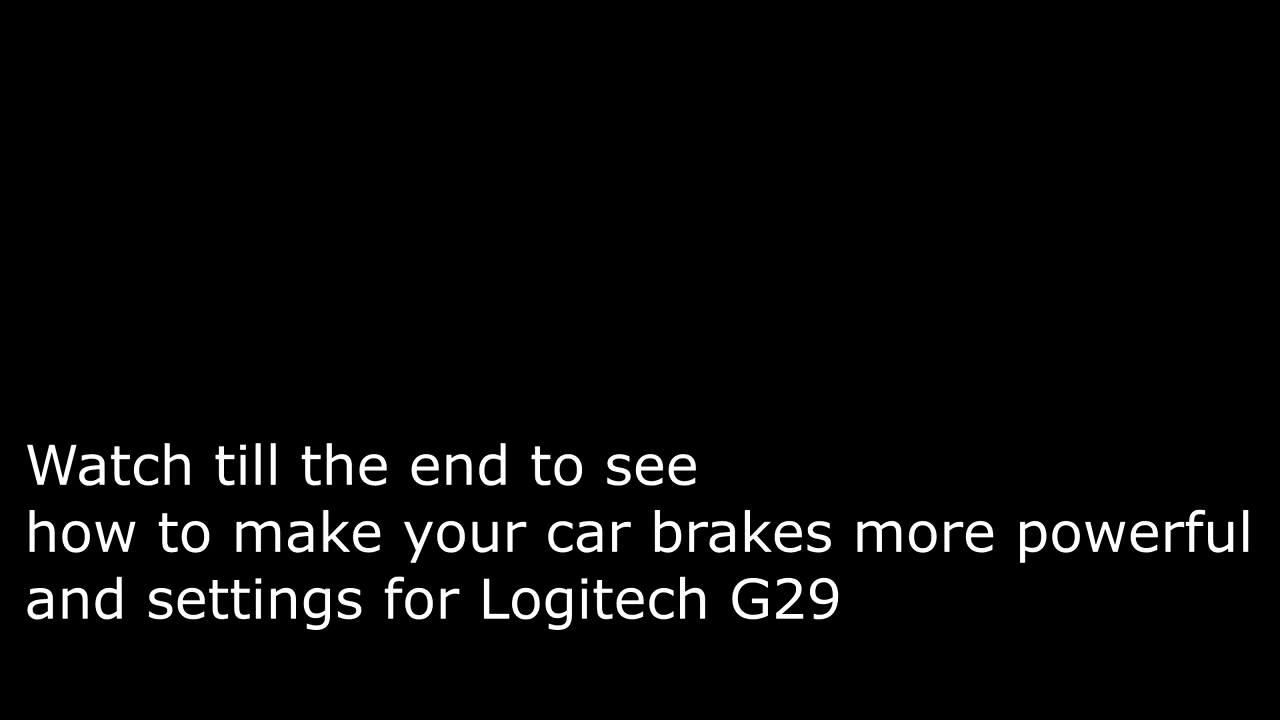 Watch till the end to see
how to make your car brakes more powerful
and settings for Logitech G29